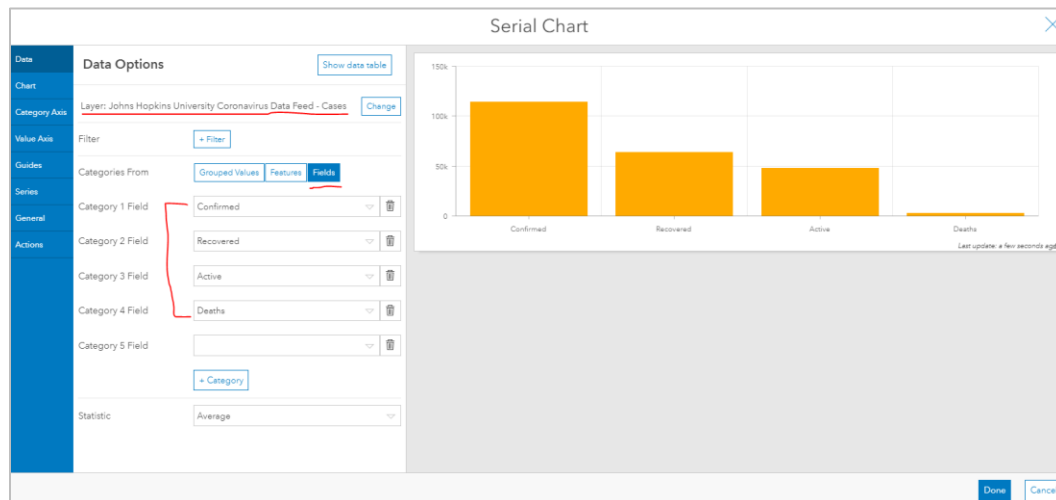 Serial Chart
Data
Chart
Category Axis
Value Axis
Guides
Series
General
Actions
Data Options
Show data table
Layer: Johns Hopkins University Coronavirus Data Feed - Cases
Change
Filter
+ Filter
Categories From
Grouped Values
Features
Fields
Category 1 Field
Confirmed
Category 2 Field
Recovered
Category 3 Field
Active
Category 4 Field
Deaths
Category 5 Field
+ Category
Statistic
Average
150k
100k
50k
0
Confirmed
Recovered
Active
Deaths
Last update: a few seconds ago
Done
Cancel